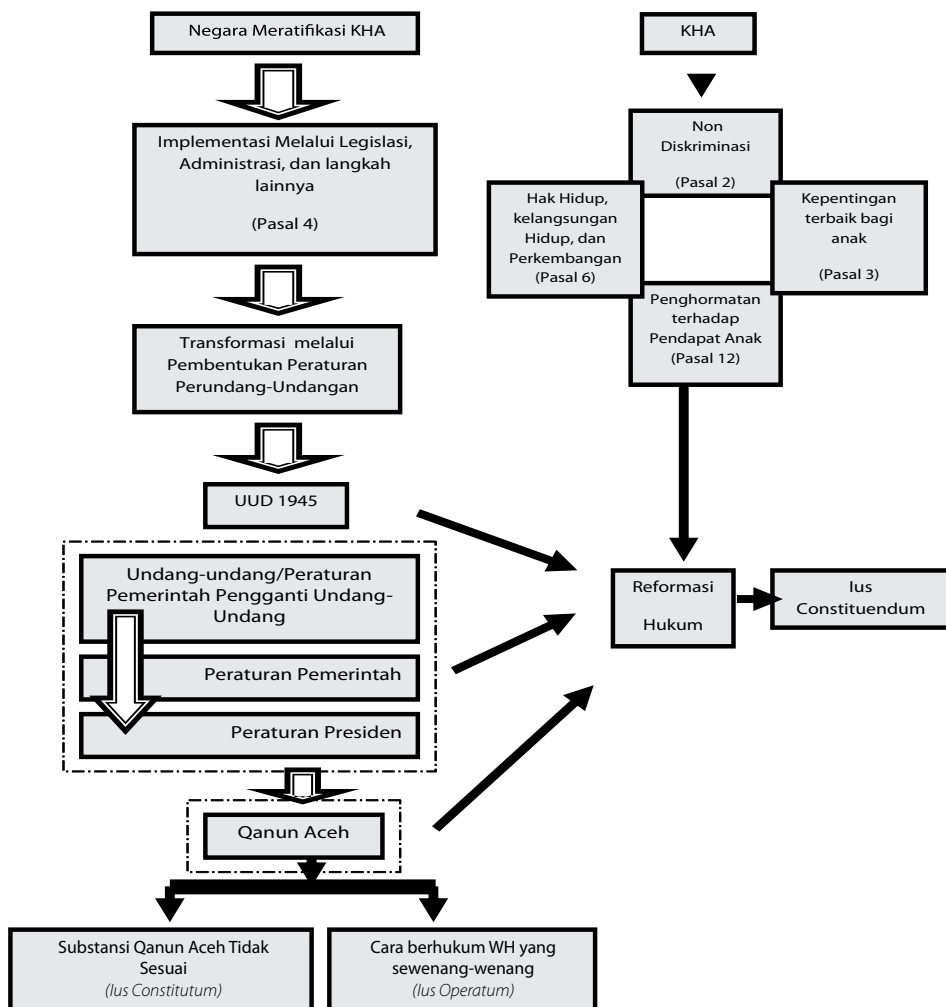 Negara Meratifikasi KHA
Implementasi Melalui Legislasi,
Administrasi, dan langkah
lainnya
(Pasal 4)
Transformasi melalui
Pembentukan Peraturan
Perundang-Undangan
UUD 1945
Undang-undang/Peraturan
Pemerintah Pengganti Undang-
Undang
Peraturan Pemerintah
Peraturan Presiden
Qanun Aceh
Substansi Qanun Aceh Tidak
Sesuai
(Ius Constitutum)
Cara berhukum WH yang
sewenang-wenang
(Ius Operatum)
KHA
Non
Diskriminasi
(Pasal 2)
Hak Hidup,
kelangsungan
Hidup, dan
Perkembangan
(Pasal 6)
Kepentingan
terbaik bagi
anak
(Pasal 3)
Penghormatan
terhadap
Pendapat Anak
(Pasal 12)
Reformasi
Hukum
Ius
Constituendum